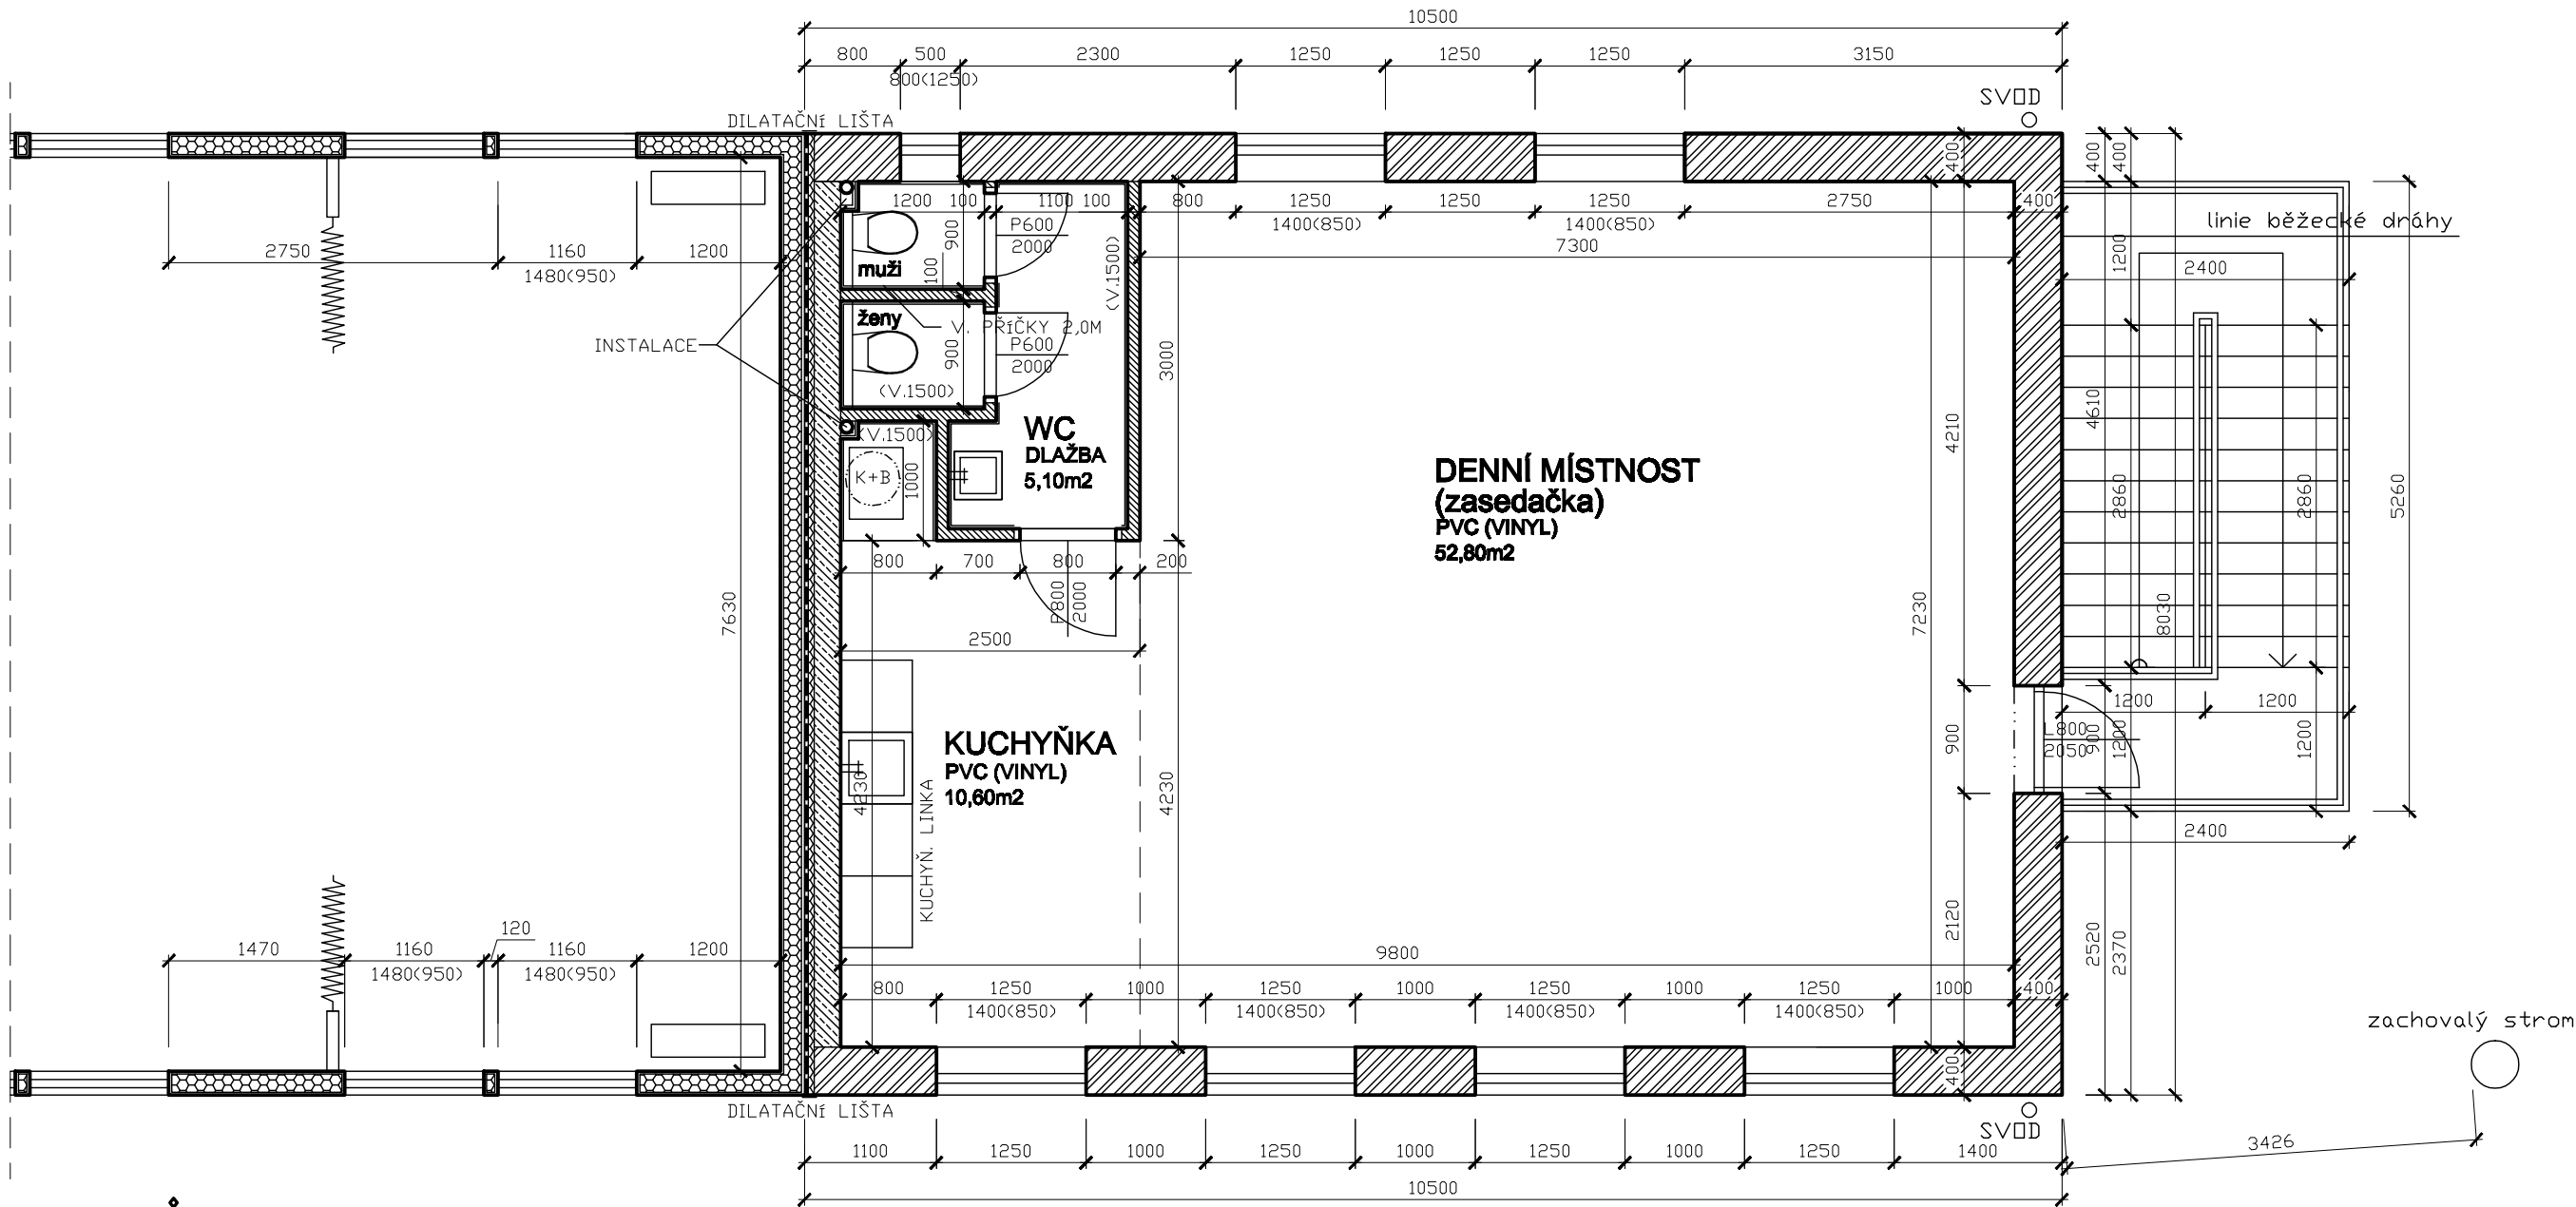 10500
800 500 2300 1250 1250 1250 3150
800(1250)
SVOD
DILATAČNÍ LIŠTA
400 400 400
1200 100 1100 100 800 1250 1250 1250 2750 400
1400(850) 1400(850)
linie běžecké dráhy
2750 1160 1200
1480(950)
900 P600
2000
7300
1200
2400
muži
100
(V.1500)
ženy
V. PŘÍČKY 2,0M
INSTALACE
900 P600
2000
3000
(V.1500)
4610
4210
(V.1500)
WC
DLAŽBA
5,10m2
K+B
1000
DENNÍ MÍSTNOST
(zasedačka)
PVC (VINYL)
52,80m2
2860
2860
5260
800 700 800 200
P800
2000
7630
7230
8030
2500
1200 1200
KUCHYŇKA
PVC (VINYL)
10,60m2
4230
4230
KUCHYŇ. LINKA
900
L800
2050
900
1200
1200
2400
2120
2520
2370
120
1470 1160 1160 1200
1480(950) 1480(950)
9800
800 1250 1000 1250 1000 1250 1000 1250 1000 400
1400(850) 1400(850) 1400(850) 1400(850)
zachovalý strom
400
DILATAČNÍ LIŠTA
SVOD
1100 1250 1000 1250 1000 1250 1000 1250 1400
3426
10500